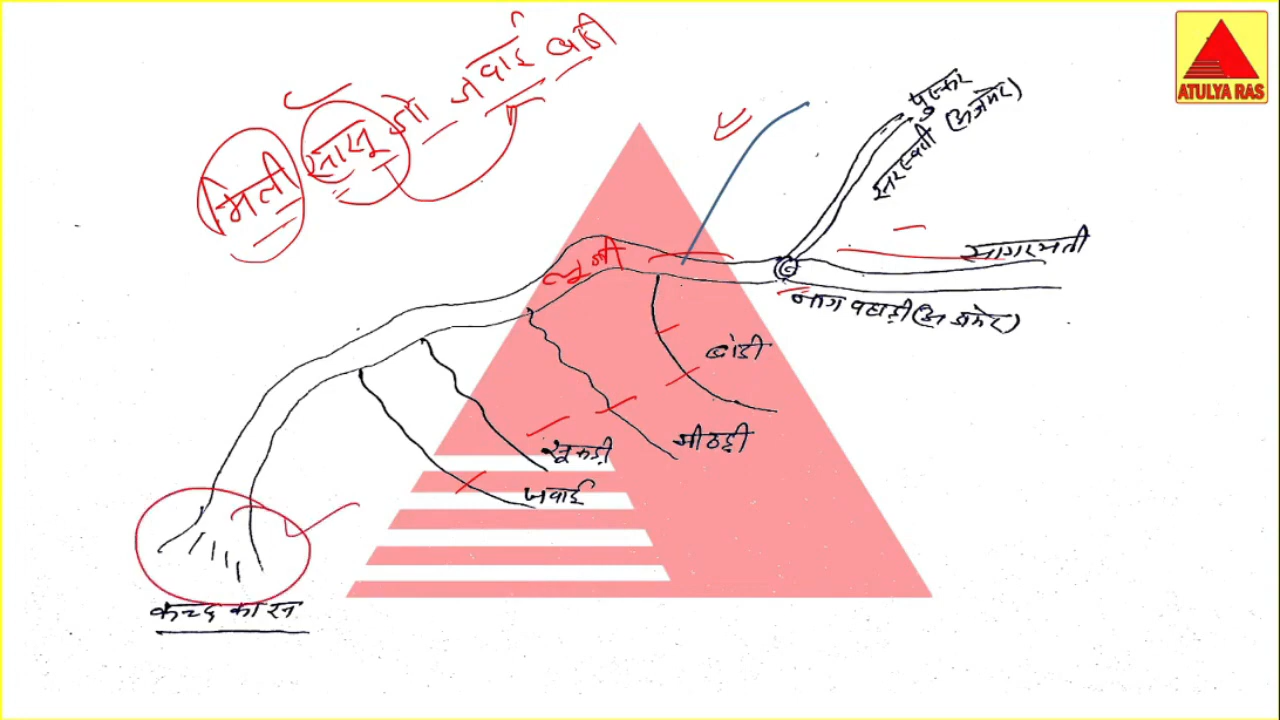 मिली सासू जो जवाई बांडी
ATULYA RAS
पुष्कर
(अजमेर)
सरस्वती
सागरमती
लूनी
नाग पहाड़ी (अजमेर)
बांडी
मीठड़ी
सूकड़ी
जवाई
कच्छ का रन